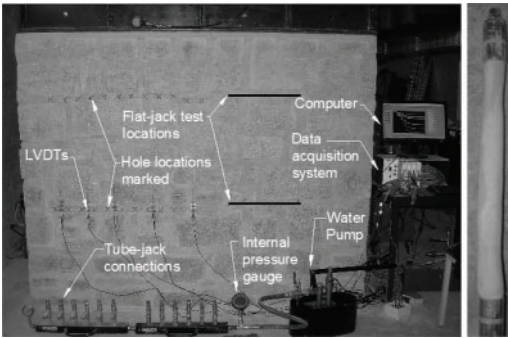 Flat-jack test
locations
Computer
LVDTs
Hole locations
marked
Data
acquisition
system
Tube-jack
connections
Internal
pressure
gauge
Water
Pump